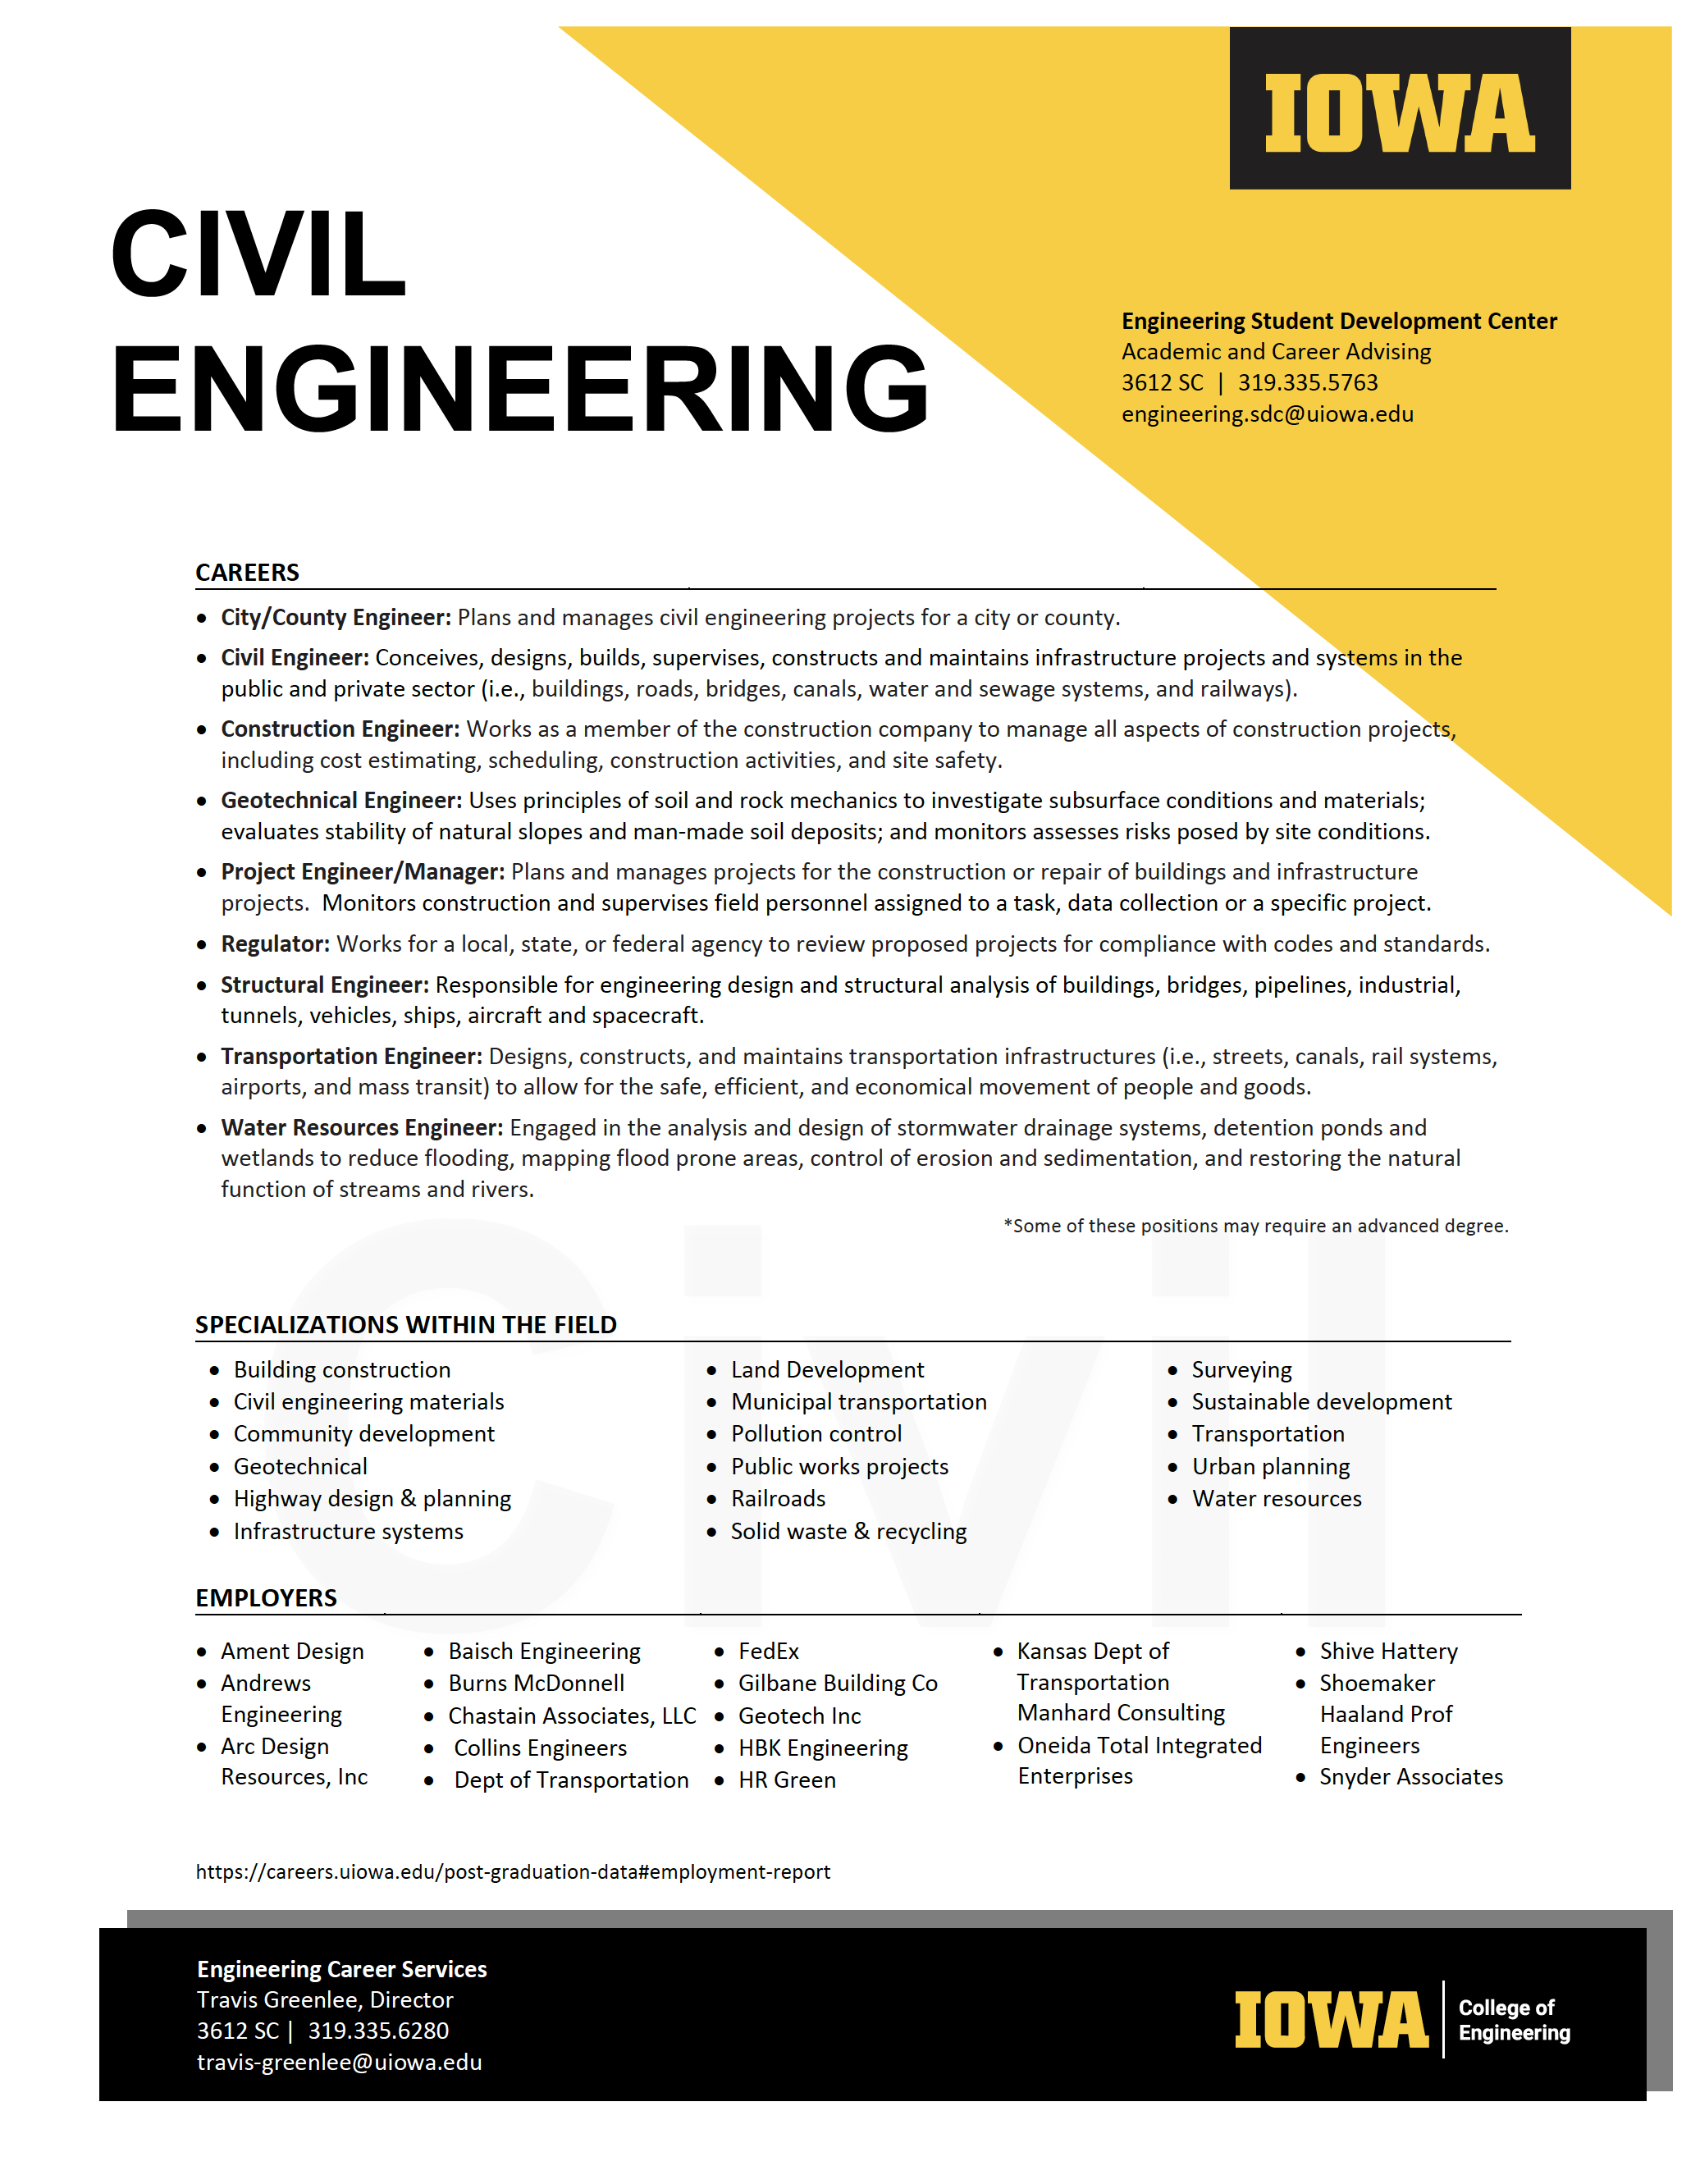 IOWA
CIVIL
ENGINEERING
Engineering Student Development Center
Academic and Career Advising
3612 SC | 319.335.5763
engineering.sdc@uiowa.edu
CAREERS
• City/County Engineer: Plans and manages civil engineering projects for a city or county.
• Civil Engineer: Conceives, designs, builds, supervises, constructs and maintains infrastructure projects and systems in the
public and private sector (i.e., buildings, roads, bridges, canals, water and sewage systems, and railways).
• Construction Engineer: Works as a member of the construction company to manage all aspects of construction projects,
including cost estimating, scheduling, construction activities, and site safety.
• Geotechnical Engineer: Uses principles of soil and rock mechanics to investigate subsurface conditions and materials;
evaluates stability of natural slopes and man-made soil deposits; and monitors assesses risks posed by site conditions.
• Project Engineer/Manager: Plans and manages projects for the construction or repair of buildings and infrastructure
projects.  Monitors construction and supervises field personnel assigned to a task, data collection or a specific project.
• Regulator: Works for a local, state, or federal agency to review proposed projects for compliance with codes and standards.
• Structural Engineer: Responsible for engineering design and structural analysis of buildings, bridges, pipelines, industrial,
tunnels, vehicles, ships, aircraft and spacecraft.
• Transportation Engineer: Designs, constructs, and maintains transportation infrastructures (i.e., streets, canals, rail systems,
airports, and mass transit) to allow for the safe, efficient, and economical movement of people and goods.
• Water Resources Engineer: Engaged in the analysis and design of stormwater drainage systems, detention ponds and
wetlands to reduce flooding, mapping flood prone areas, control of erosion and sedimentation, and restoring the natural
function of streams and rivers.
*Some of these positions may require an advanced degree.
Civil
SPECIALIZATIONS WITHIN THE FIELD
• Building construction
• Civil engineering materials
• Community development
• Geotechnical
• Highway design & planning
• Infrastructure systems
• Land Development
• Municipal transportation
• Pollution control
• Public works projects
• Railroads
• Solid waste & recycling
• Surveying
• Sustainable development
• Transportation
• Urban planning
• Water resources
EMPLOYERS
• Ament Design
• Andrews
Engineering
• Arc Design
Resources, Inc
• Baisch Engineering
• Burns McDonnell
• Chastain Associates, LLC
• Collins Engineers
• Dept of Transportation
• FedEx
• Gilbane Building Co
• Geotech Inc
• HBK Engineering
• HR Green
• Kansas Dept of
Transportation
Manhard Consulting
• Oneida Total Integrated
Enterprises
• Shive Hattery
• Shoemaker
Haaland Prof
Engineers
• Snyder Associates
https://careers.uiowa.edu/post-graduation-data#employment-report
Engineering Career Services
Travis Greenlee, Director
3612 SC | 319.335.6280
travis-greenlee@uiowa.edu
IOWA
College of
Engineering